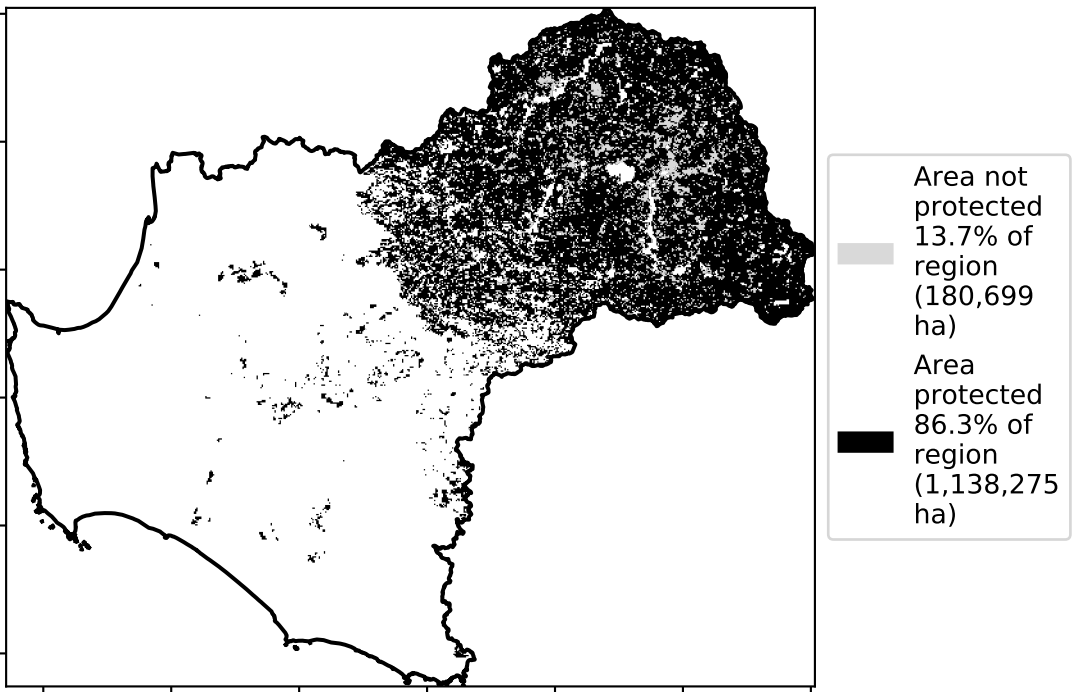 Area not
protected
13.7% of
region
(180,699
ha)
Area
protected
86.3% of
region
(1,138,275
ha)